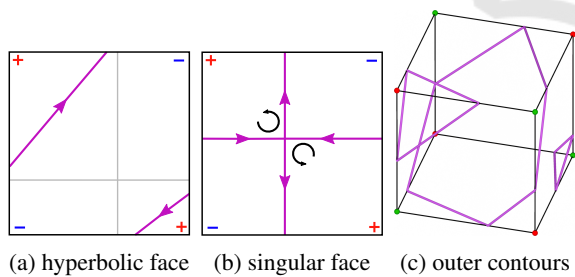 + − + −
− + − +
(a) hyperbolic face (b) singular face (c) outer contours